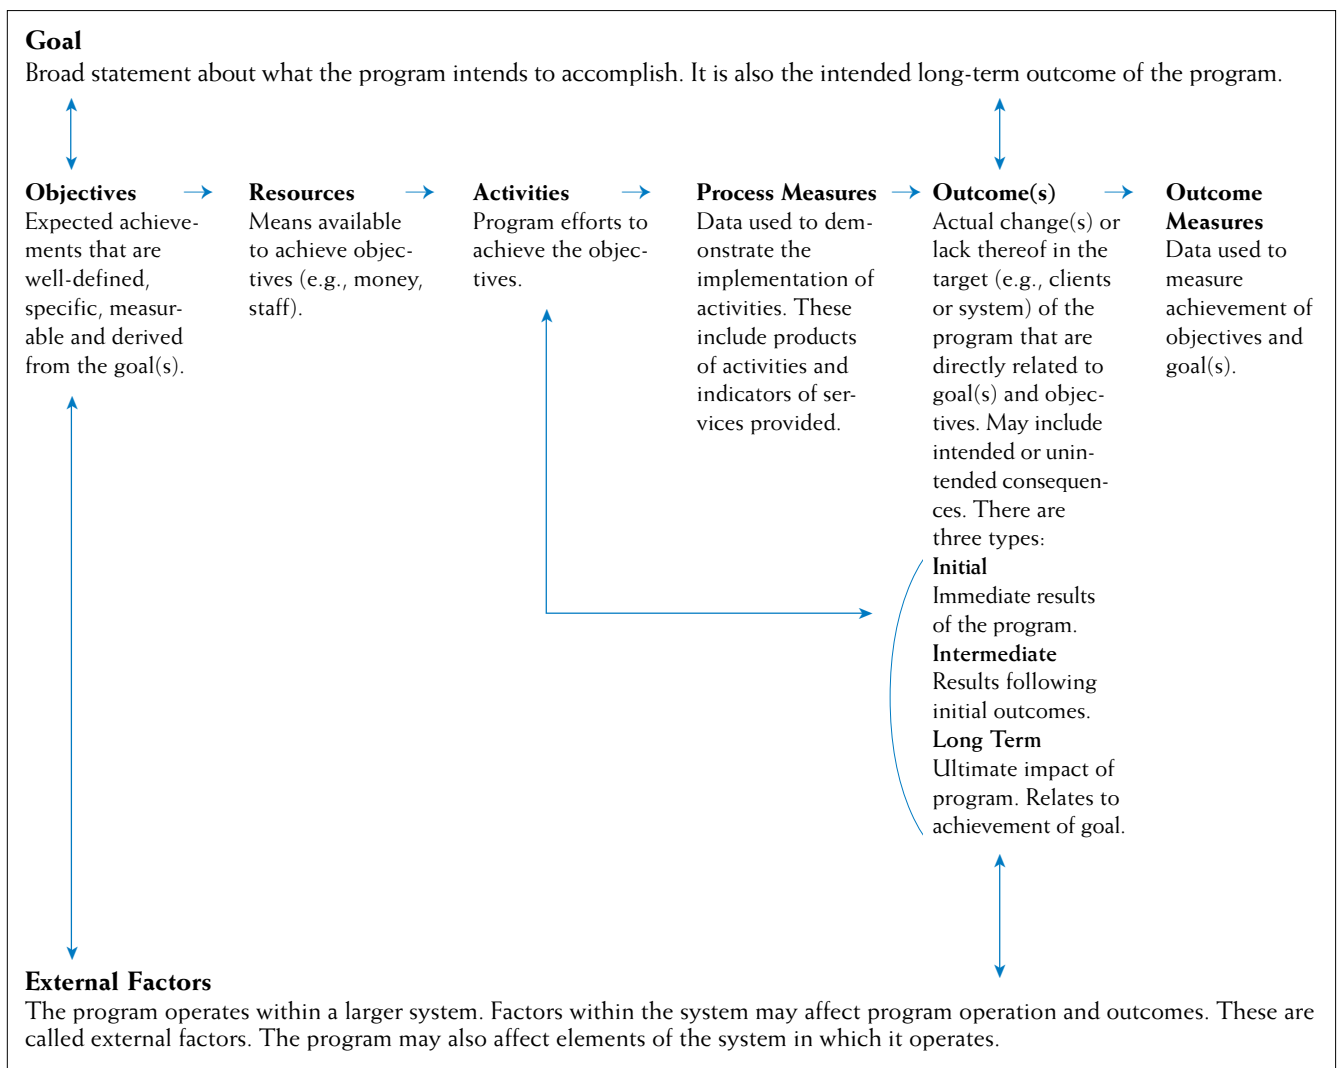 Goal
Broad statement about what the program intends to accomplish. It is also the intended long-term outcome of the program.
Objectives
Expected achieve-
ments that are
well-defined,
specific, measur-
able and derived
from the goal(s).
Resources
Means available
to achieve objec-
tives (e.g., money,
staff).
Activities
Program efforts to
achieve the objec-
tives.
Process Measures
Data used to dem-
onstrate the
implementation of
activities. These
include products
of activities and
indicators of ser-
vices provided.
Outcome(s)
Actual change(s) or
lack thereof in the
target (e.g., clients
or system) of the
program that are
directly related to
goal(s) and objec-
tives. May include
intended or unin-
tended consequen-
ces. There are
three types:
Initial
Immediate results
of the program.
Intermediate
Results following
initial outcomes.
Long Term
Ultimate impact of
program. Relates to
achievement of goal.
Outcome
Measures
Data used to
measure
achievement of
objectives and
goal(s).
External Factors
The program operates within a larger system. Factors within the system may affect program operation and outcomes. These are
called external factors. The program may also affect elements of the system in which it operates.